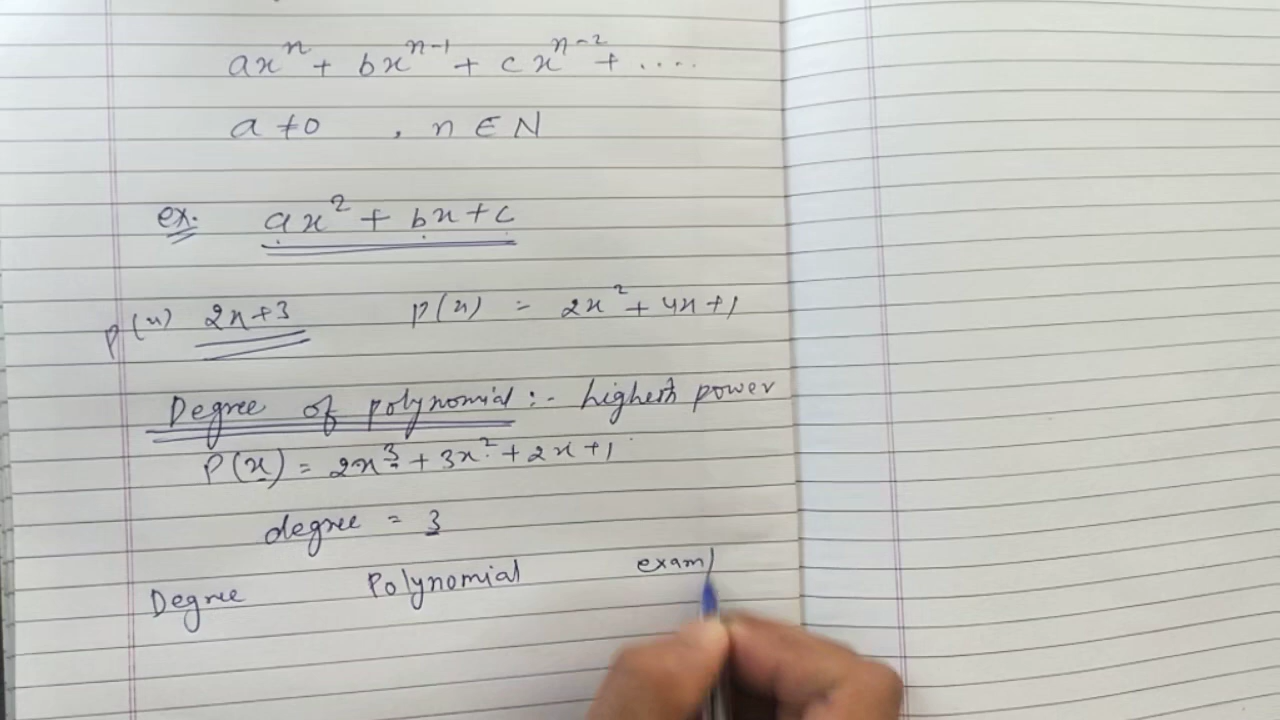 axⁿ + bxⁿ⁻¹ + cxⁿ⁻² + ....
a ≠ 0 , n ∈ N
ex. ax² + bx + c
P(x) 2x+3 P(x) = 2x² + 4x + 1
Degree of polynomial :- highest power
P(x) = 2x³ + 3x² + 2x + 1
degree = 3
Degree Polynomial exampl